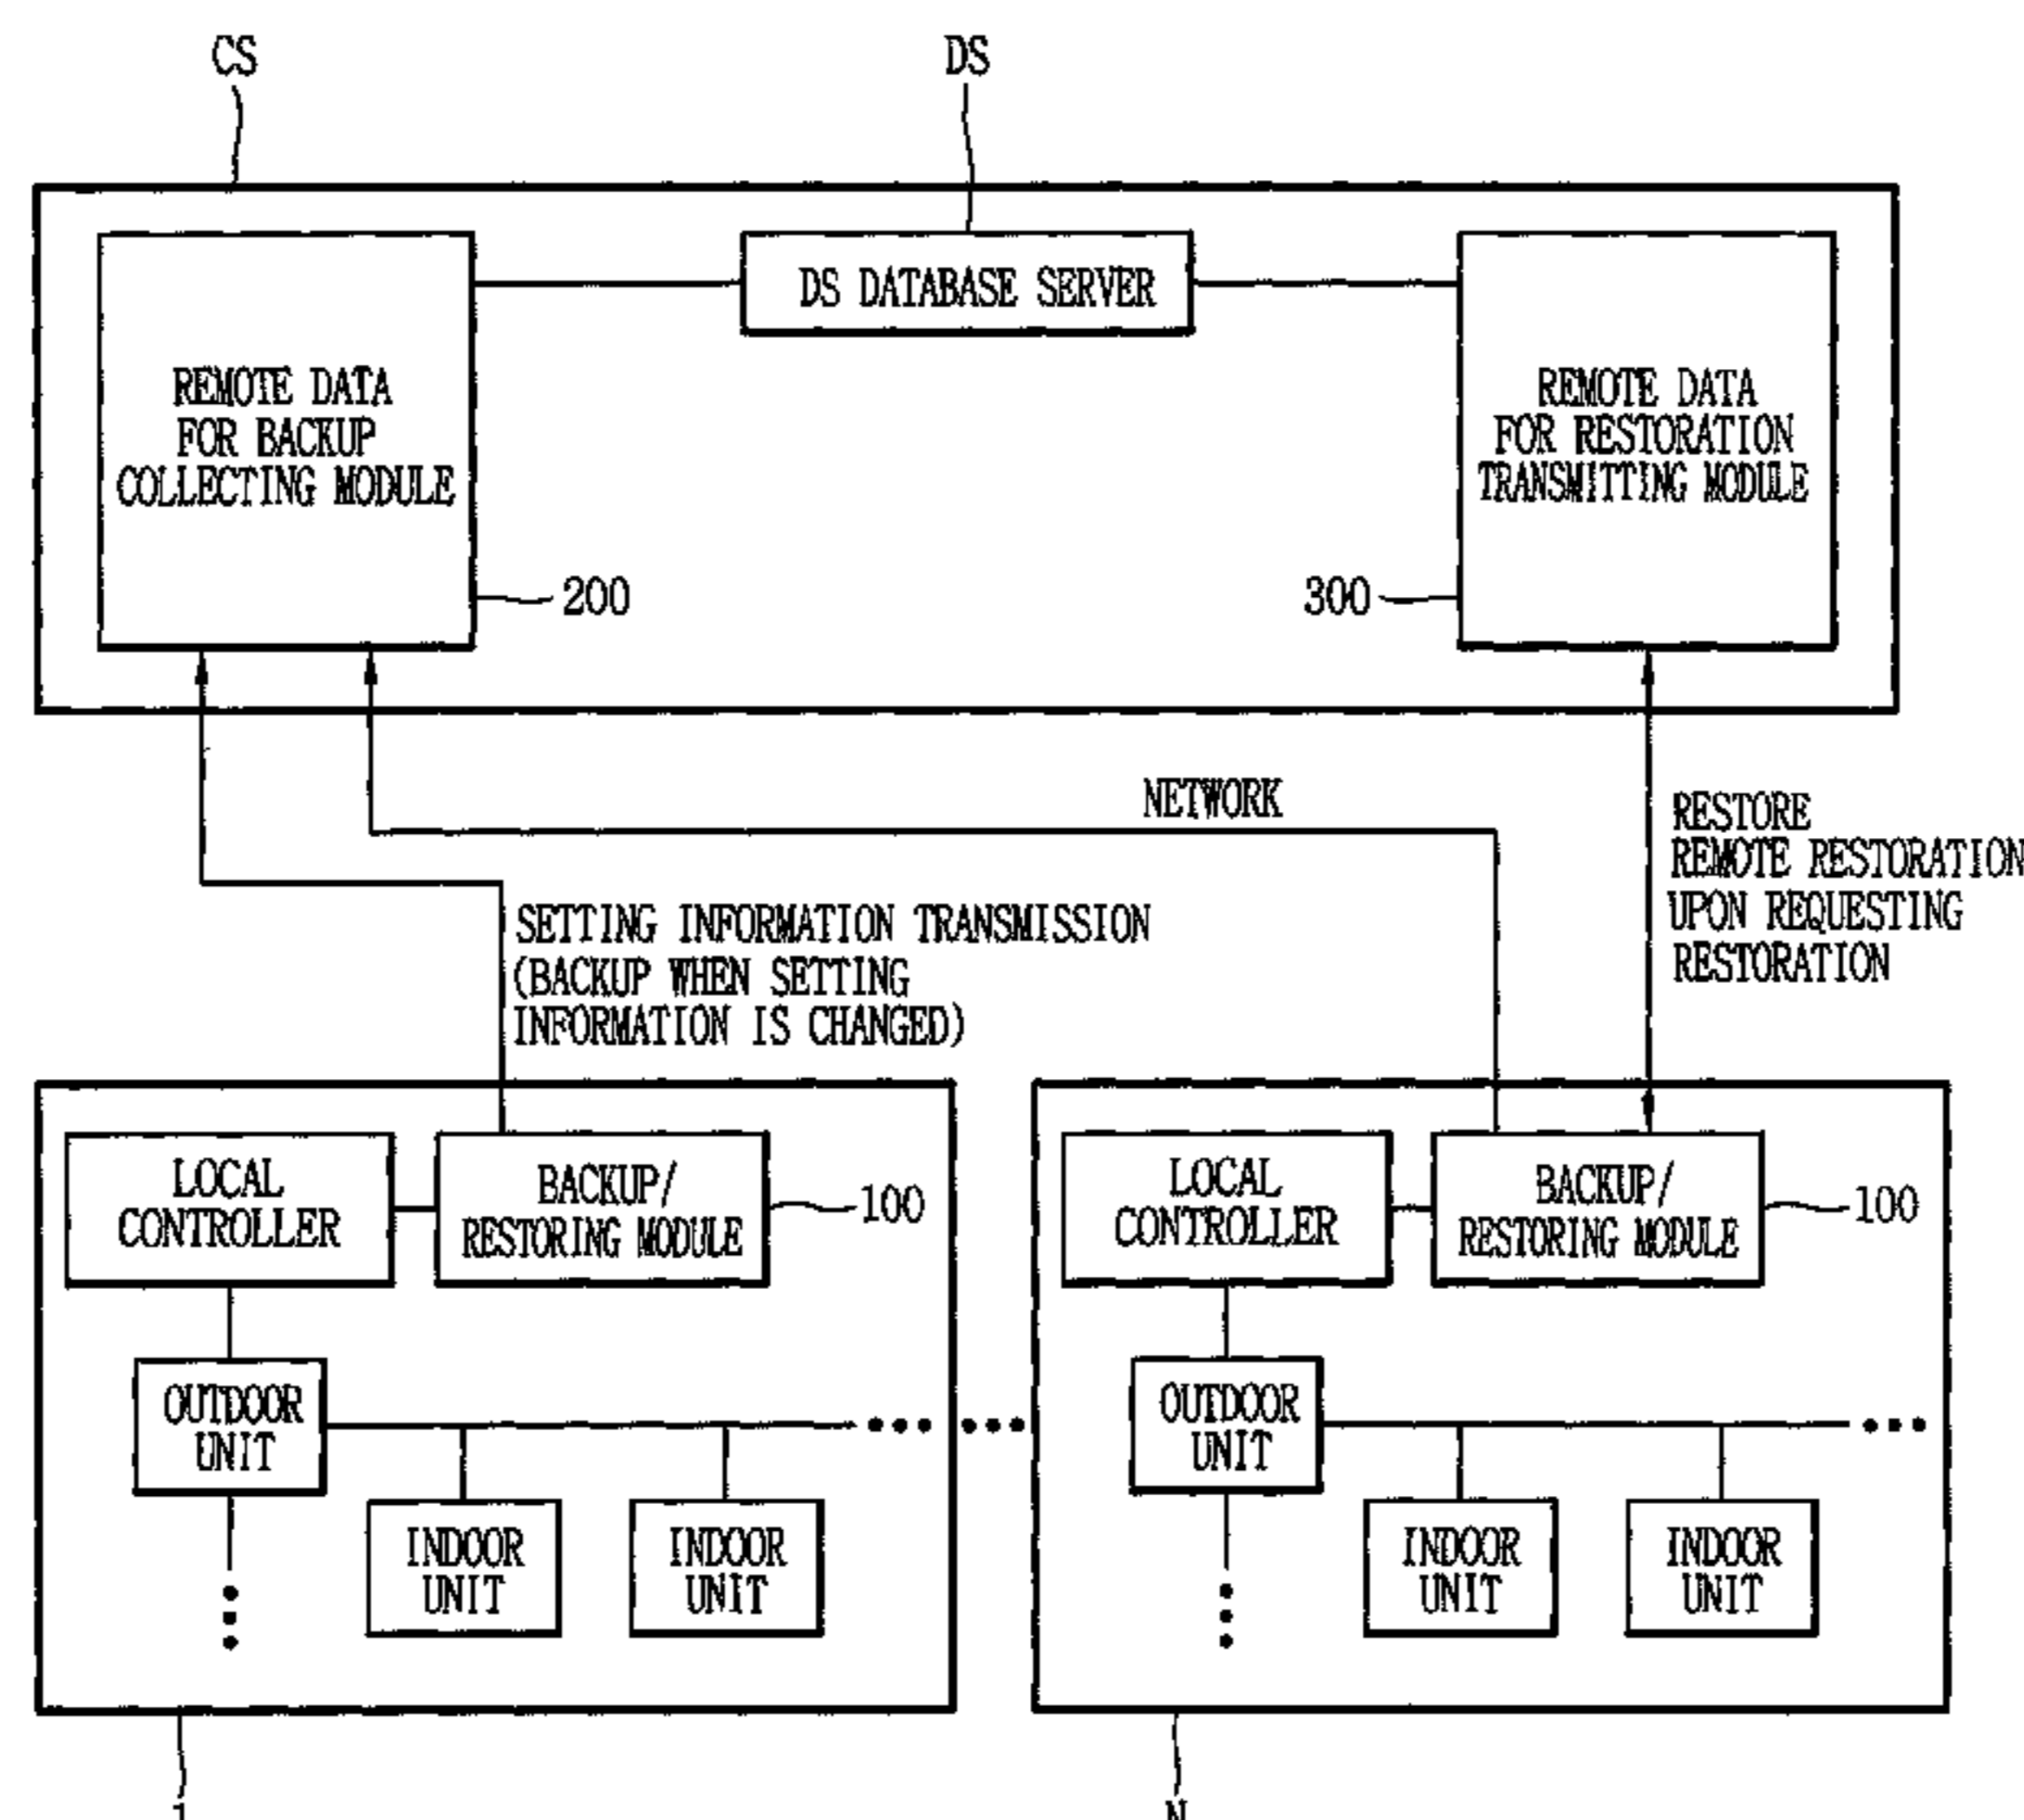 CS
DS
DS DATABASE SERVER
REMOTE DATA
FOR BACKUP
COLLECTING MODULE
REMOTE DATA
FOR RESTORATION
TRANSMITTING MODULE
200
300
NETWORK
RESTORE
REMOTE RESTORATION
UPON REQUESTING
RESTORATION
SETTING INFORMATION TRANSMISSION
(BACKUP WHEN SETTING
INFORMATION IS CHANGED)
LOCAL
CONTROLLER
BACKUP/
RESTORING MODULE
100
OUTDOOR
UNIT
INDOOR
UNIT
INDOOR
UNIT
LOCAL
CONTROLLER
BACKUP/
RESTORING MODULE
100
OUTDOOR
UNIT
INDOOR
UNIT
INDOOR
UNIT
1
N